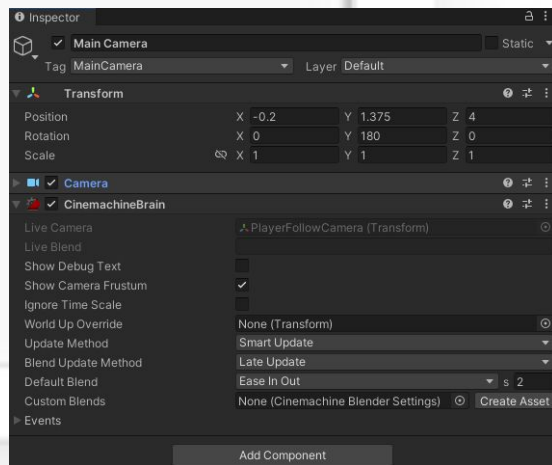 Inspector
Main Camera Static
Tag MainCamera Layer Default
Transform
Position X -0.2 Y 1.375 Z 4
Rotation X 0 Y 180 Z 0
Scale X 1 Y 1 Z 1
Camera
CinemachineBrain
Live Camera PlayerFollowCamera (Transform)
Live Blend
Show Debug Text
Show Camera Frustum
Ignore Time Scale
World Up Override None (Transform)
Update Method Smart Update
Blend Update Method Late Update
Default Blend Ease In Out s 2
Custom Blends None (Cinemachine Blender Settings) Create Asset
Events
Add Component